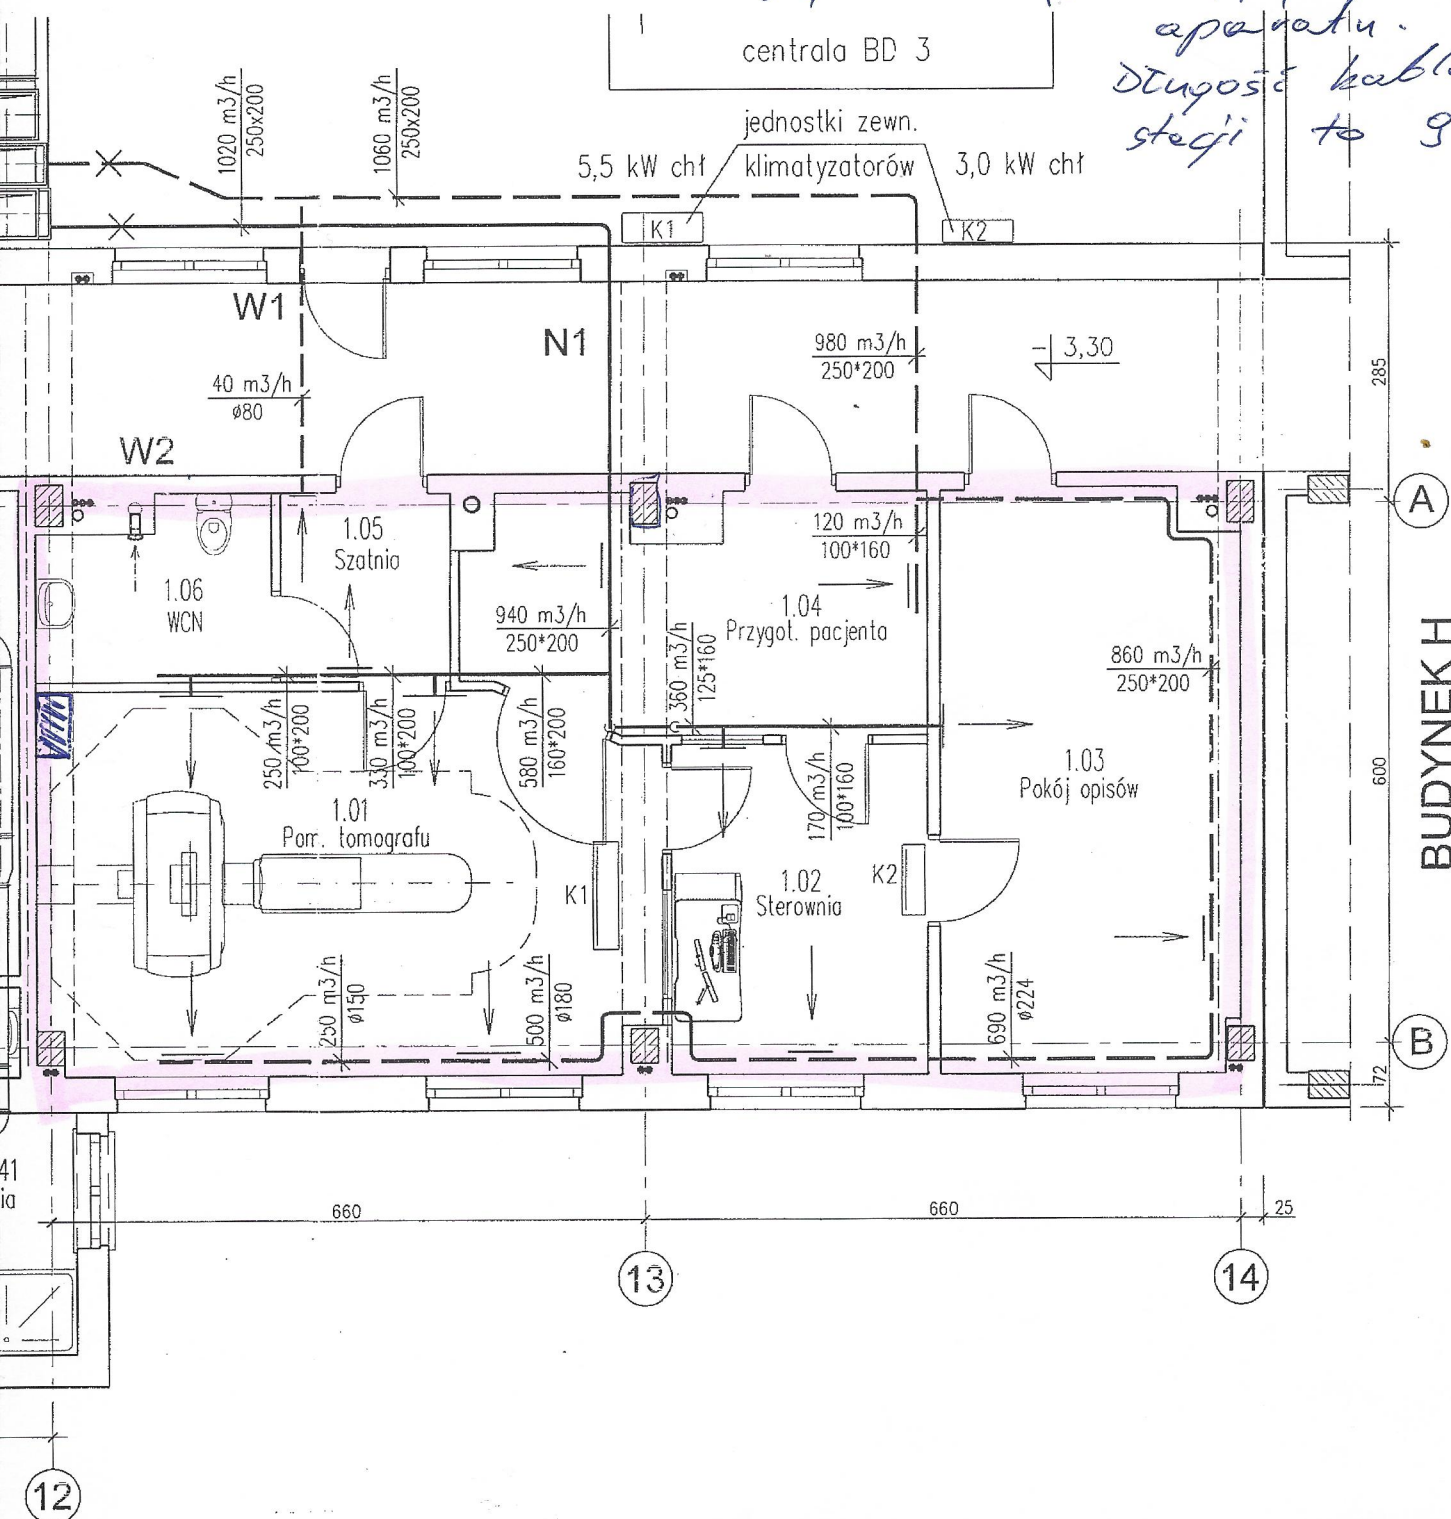 aparatu.
Długość
stacji to 9
centrala BD 3
jednostki zewn.
5,5 kW chł klimatyzatorów 3,0 kW chł
1020 m3/h
250x200
1060 m3/h
250x200
K1
K2
W1
N1
980 m3/h
250*200
- 3,30
285
40 m3/h
ø80
W2
A
1.05
Szatnia
120 m3/h
100*160
1.06
WCN
1.04
Przygot. pacjenta
940 m3/h
250*200
360 m3/h
125*160
860 m3/h
250*200
BUDYNEK H
250 m3/h
100*200
330 m3/h
100*200
580 m3/h
160*200
170 m3/h
100*160
1.03
Pokój opisów
600
1.01
Pom. tomografu
K1
1.02
Sterownia
K2
250 m3/h
ø150
500 m3/h
ø180
690 m3/h
ø224
B
72
41
ia
660
660
25
13
14
12